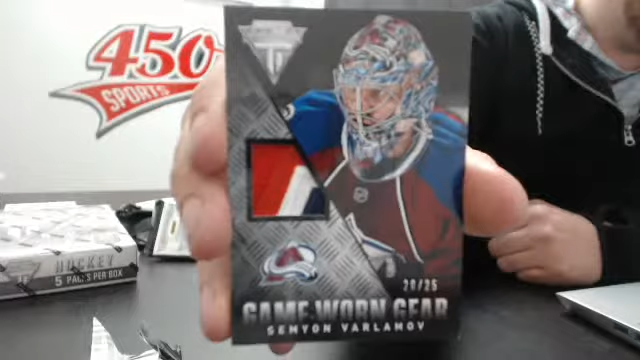 450
SPORTS
20/25
GAME-WORN GEAR
SEMYON VARLAMOV
HOCKEY
5 PACKS PER BOX